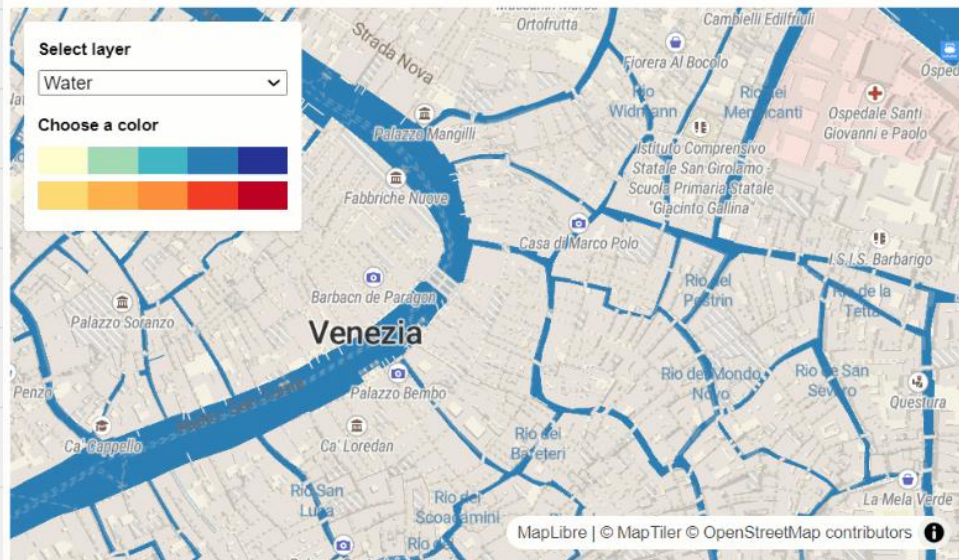 Select layer
Water
Choose a color
Ortofrutta
Cambielli Edilfriuli
Strada Nova
Fiorera Al Bocolo
Rio
Widmann
Rio dei
Mendicanti
Ospedale Santi
Giovanni e Paolo
Palazzo Mangilli
Istituto Comprensivo
Statale San Girolamo -
Scuola Primaria Statale
"Giacinto Gallina
Fabbriche Nuove
Casa di Marco Polo
I.S.I.S. Barbarigo
Barbacn de Paragon
Rio del
Pestrin
Rio de la
Tetta
Palazzo Soranzo
Venezia
Penzo
Palazzo Bembo
Rio del Mondo
Novo
Rio de San
Severo
Questura
Ca' Cappello
Ca' Loredan
Rio dei
Bareteri
Rio San
Luca
Rio dei
Scoacamini
La Mela Verde
MapLibre | © MapTiler © OpenStreetMap contributors